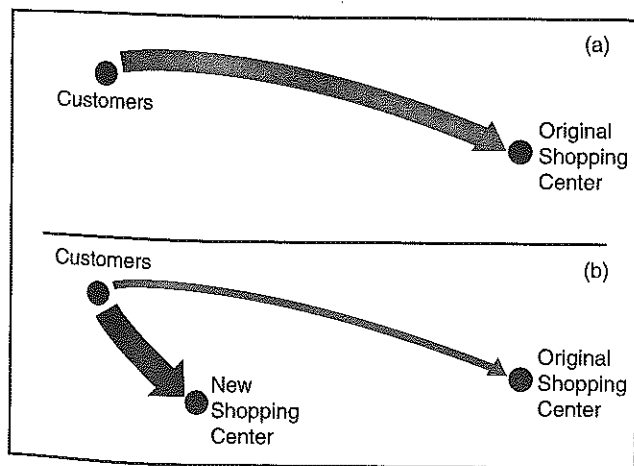 (a)
Customers
Original
Shopping
Center
Customers
(b)
Original
Shopping
Center
New
Shopping
Center